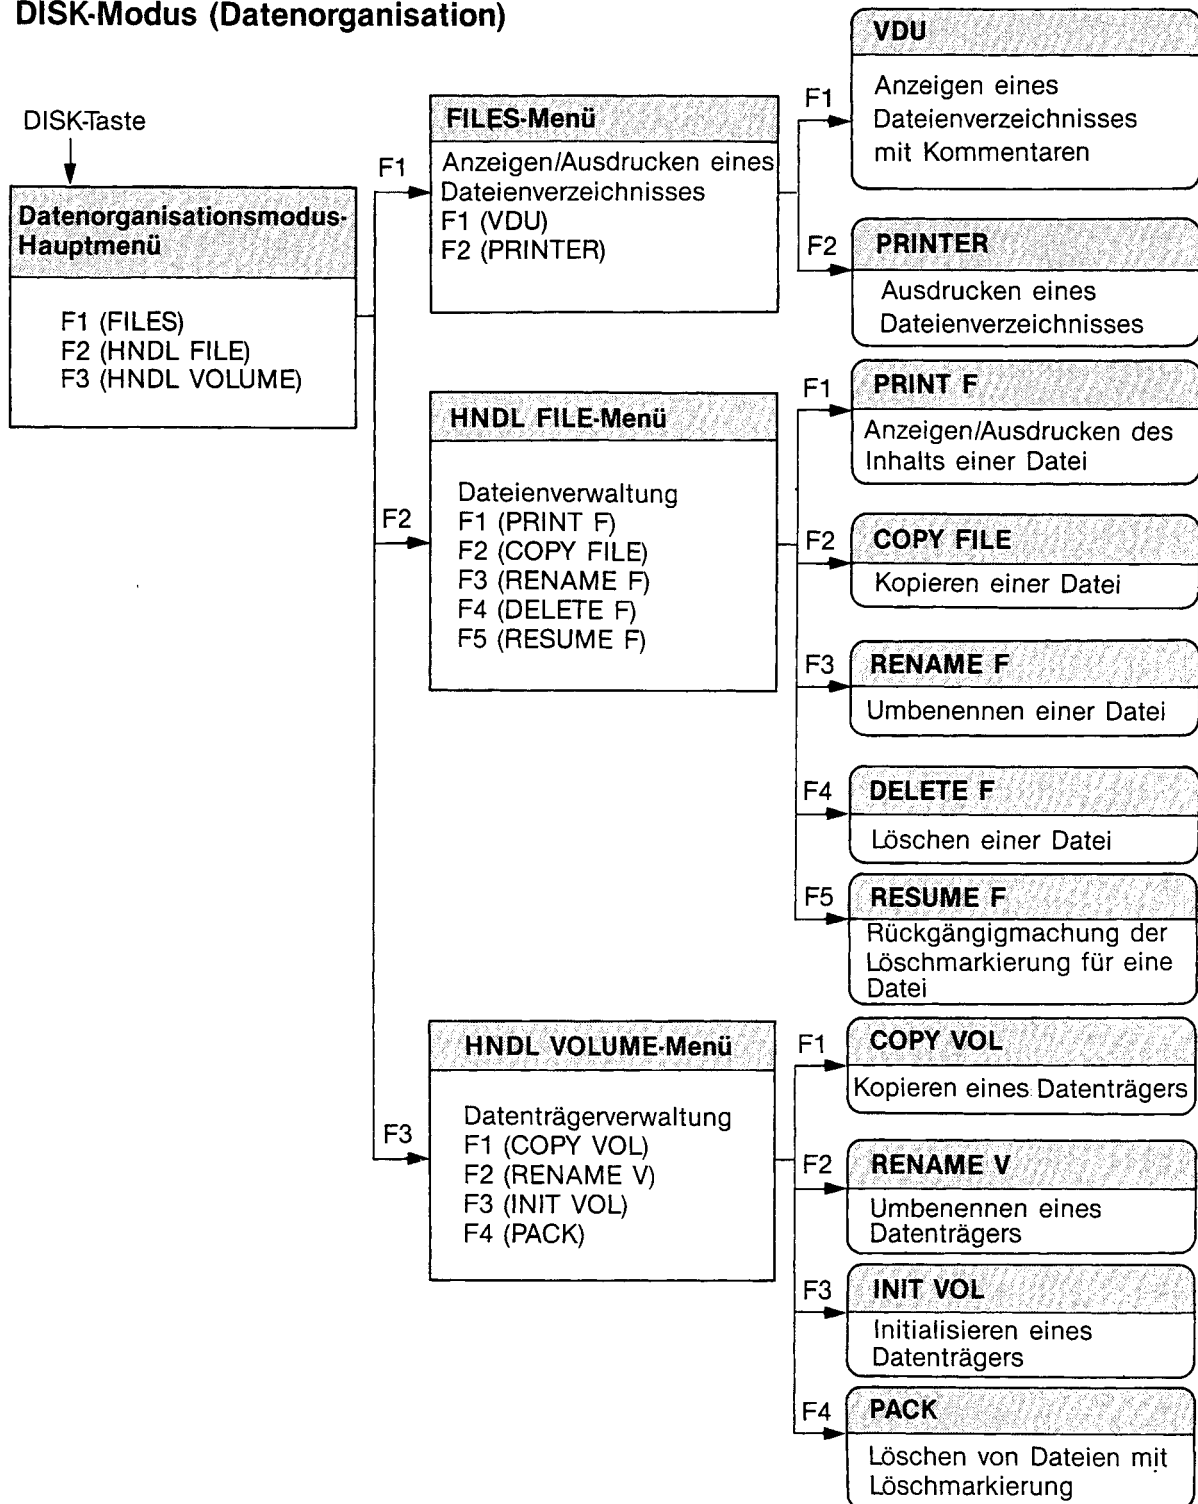 DISK-Modus (Datenorganisation)
DISK-Taste
Datenorganisationsmodus-
Hauptmenü
F1 (FILES)
F2 (HNDL FILE)
F3 (HNDL VOLUME)
F1
FILES-Menü
Anzeigen/Ausdrucken eines
Dateienverzeichnisses
F1 (VDU)
F2 (PRINTER)
F1
VDU
Anzeigen eines
Dateienverzeichnisses
mit Kommentaren
F2
PRINTER
Ausdrucken eines
Dateienverzeichnisses
F2
HNDL FILE-Menü
Dateienverwaltung
F1 (PRINT F)
F2 (COPY FILE)
F3 (RENAME F)
F4 (DELETE F)
F5 (RESUME F)
F1
PRINT F
Anzeigen/Ausdrucken des
Inhalts einer Datei
F2
COPY FILE
Kopieren einer Datei
F3
RENAME F
Umbenennen einer Datei
F4
DELETE F
Löschen einer Datei
F5
RESUME F
Rückgängigmachung der
Löschmarkierung für eine
Datei
F3
HNDL VOLUME-Menü
Datenträgerverwaltung
F1 (COPY VOL)
F2 (RENAME V)
F3 (INIT VOL)
F4 (PACK)
F1
COPY VOL
Kopieren eines Datenträgers
F2
RENAME V
Umbenennen eines
Datenträgers
F3
INIT VOL
Initialisieren eines
Datenträgers
F4
PACK
Löschen von Dateien mit
Löschmarkierung